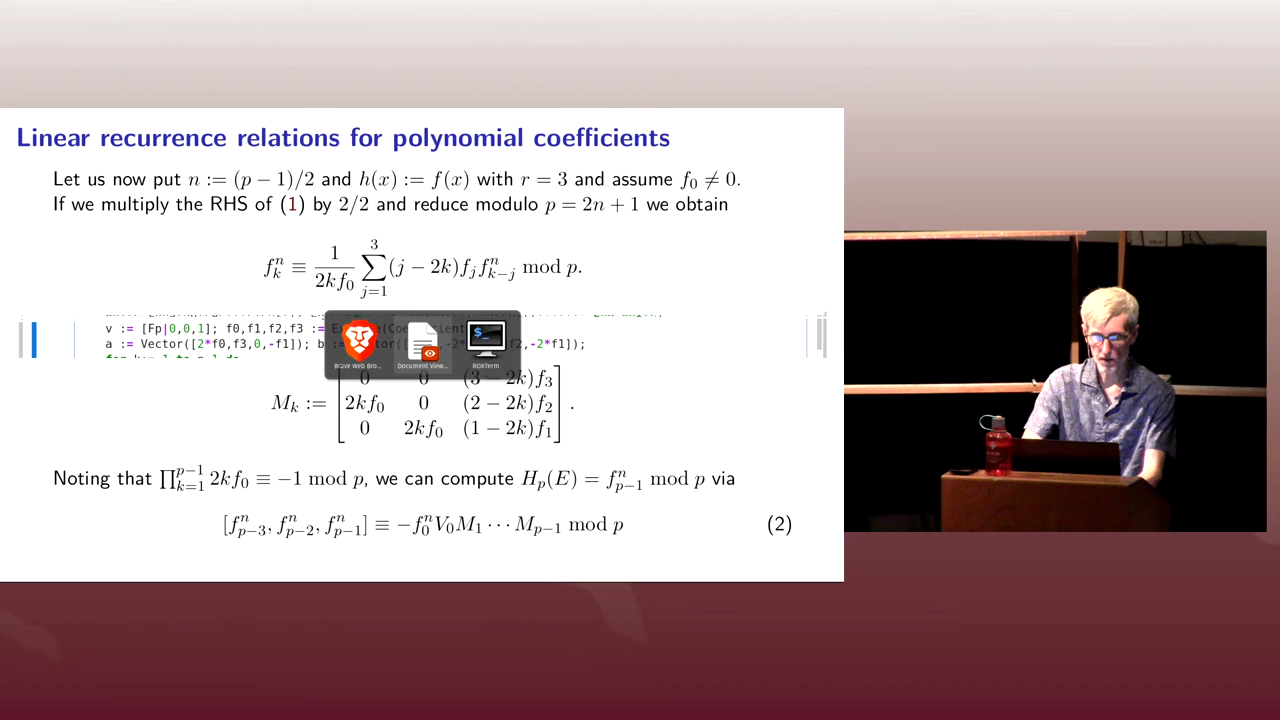 Linear recurrence relations for polynomial coefficients
Let us now put n := (p − 1)/2 and h(x) := f(x) with r = 3 and assume f_0 ≠ 0.
If we multiply the RHS of (1) by 2/2 and reduce modulo p = 2n + 1 we obtain
f_k^n ≡ \frac{1}{2kf_0} \sum_{j=1}^{3} (j − 2k)f_j f_{k−j}^n mod p.
v := [Fp|0,0,1]; f0,f1,f2,f3 :=
a := Vector([2*f0,f3,0,-f1]); b
,-2*f1]);
Brave Web Bro...
Document View...
ROXTerm
0 0 (3 − 2k)f_3
M_k := 2kf_0 0 (2 − 2k)f_2 .
0 2kf_0 (1 − 2k)f_1
Noting that ∏_{k=1}^{p−1} 2kf_0 ≡ −1 mod p, we can compute H_p(E) = f_{p−1}^n mod p via
[f_{p−3}^n, f_{p−2}^n, f_{p−1}^n] ≡ −f_0^n V_0 M_1 ⋯ M_{p−1} mod p (2)